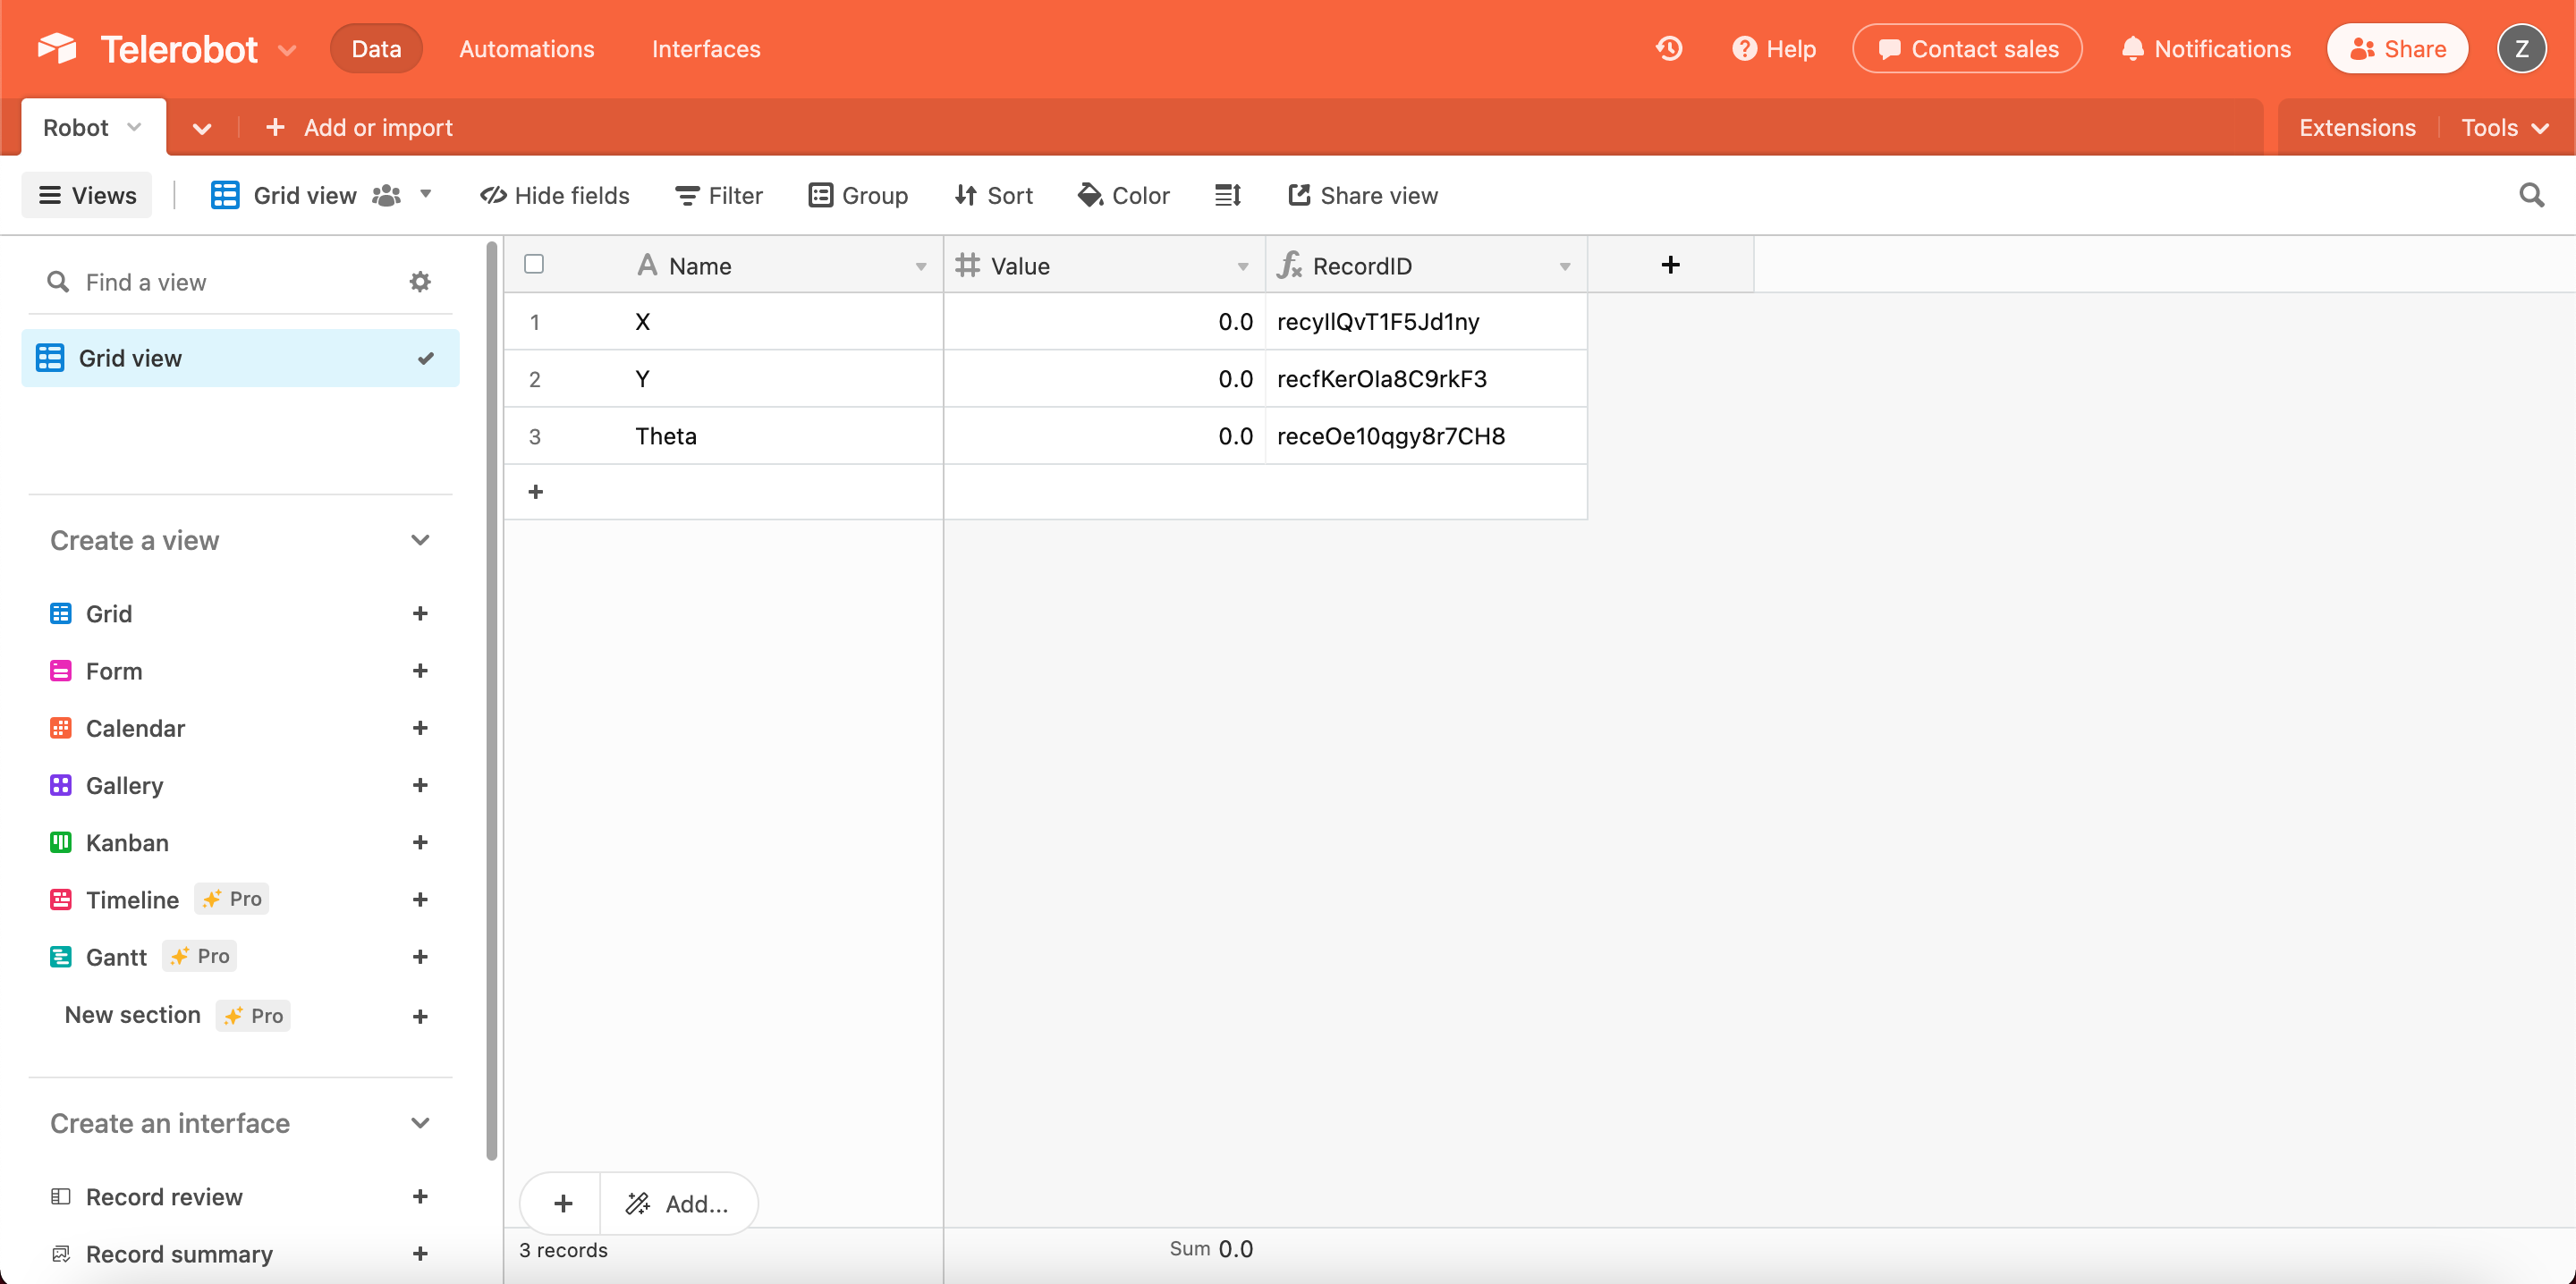 Telerobot Data Automations Interfaces Help Contact sales Notifications Share Z
Robot Add or import Extensions Tools
Views Grid view Hide fields Filter Group Sort Color Share view
Find a view
Grid view
Create a view
Grid
Form
Calendar
Gallery
Kanban
Timeline Pro
Gantt Pro
New section Pro
Create an interface
Record review
Record summary
Name Value RecordID
1 X 0.0 recyIlQvT1F5Jd1ny
2 Y 0.0 recfKerOla8C9rkF3
3 Theta 0.0 receOe10qgy8r7CH8
Add...
3 records Sum 0.0